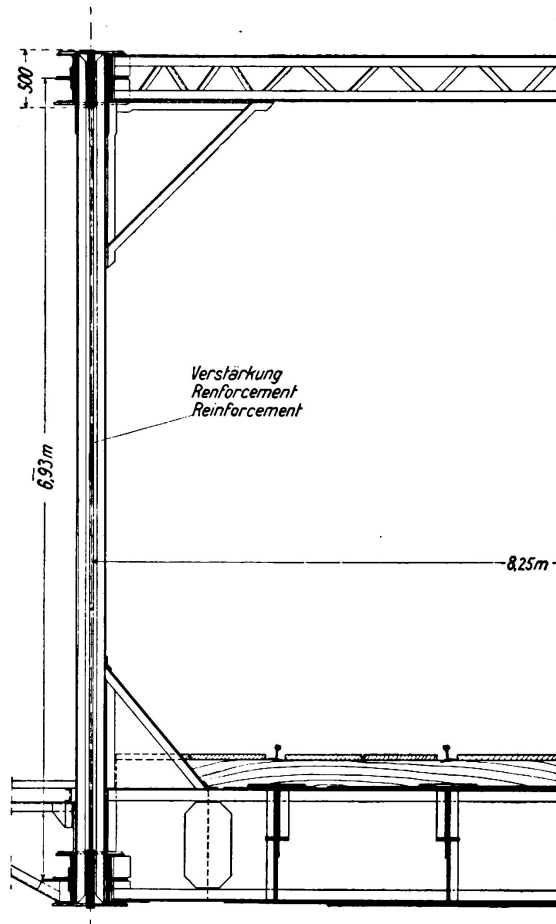 500
Verstärkung
Renforcement
Reinforcement
6,93m
8,25m